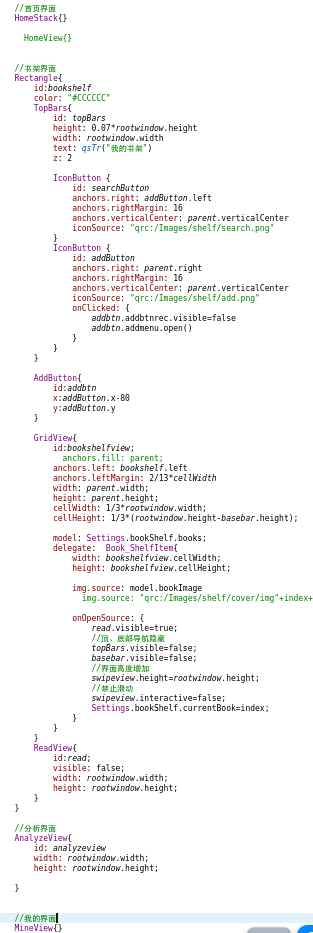 //首页界面
HomeStack{}
HomeView{}
//书架界面
Rectangle{
id:bookshelf
color: "#CCCCCC"
TopBars{
id: topBars
height: 0.07*rootwindow.height
width: rootwindow.width
text: qsTr("我的书架")
z: 2
IconButton {
id: searchButton
anchors.right: addButton.left
anchors.rightMargin: 16
anchors.verticalCenter: parent.verticalCenter
iconSource: "qrc:/Images/shelf/search.png"
}
IconButton {
id: addButton
anchors.right: parent.right
anchors.rightMargin: 16
anchors.verticalCenter: parent.verticalCenter
iconSource: "qrc:/Images/shelf/add.png"
onClicked: {
addbtn.addbtnrec.visible=false
addbtn.addmenu.open()
}
}
}
AddButton{
id:addbtn
x:addButton.x-80
y:addButton.y
}
GridView{
id:bookshelfview;
anchors.fill: parent;
anchors.left: bookshelf.left
anchors.leftMargin: 2/13*cellWidth
width: parent.width;
height: parent.height;
cellWidth: 1/3*rootwindow.width;
cellHeight: 1/3*(rootwindow.height-basebar.height);
model: Settings.bookShelf.books;
delegate: Book_ShelfItem{
width: bookshelfview.cellWidth;
height: bookshelfview.cellHeight;
img.source: model.bookImage
img.source: "qrc:/Images/shelf/cover/img"+index+
onOpenSource: {
read.visible=true;
//顶、底部导航隐藏
topBars.visible=false;
basebar.visible=false;
//界面高度增加
swipeview.height=rootwindow.height;
//禁止滑动
swipeview.interactive=false;
Settings.bookShelf.currentBook=index;
}
}
}
ReadView{
id:read;
visible: false;
width: rootwindow.width;
height: rootwindow.height;
}
}
//分析界面
AnalyzeView{
id: analyzeview
width: rootwindow.width;
height: rootwindow.height;
}
//我的界面
MineView{}